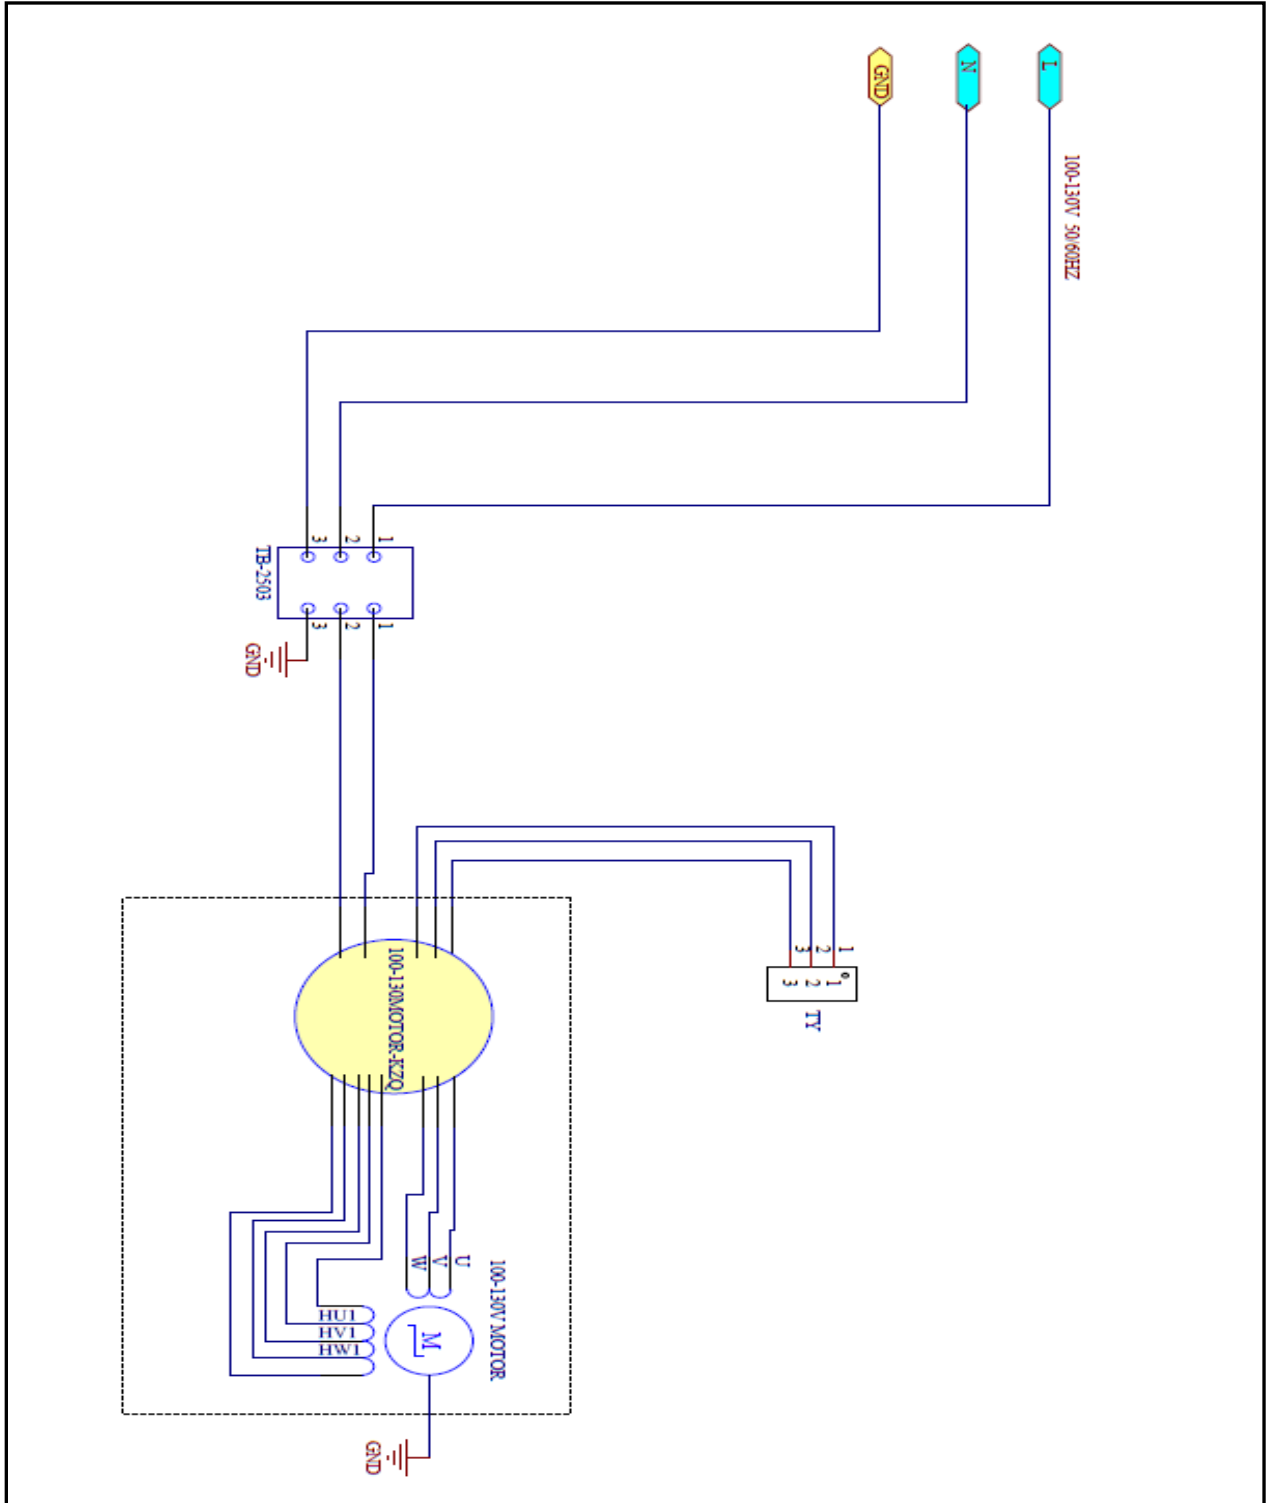 L
N
GND
100-130V 50/60HZ
1
2
3
TB-2503
1
2
3
GND
1
2
3
1
2
3
TY
100-130MOTOR-KZQ
U
V
W
100-130V MOTOR
HU1
HV1
HW1
M
GND